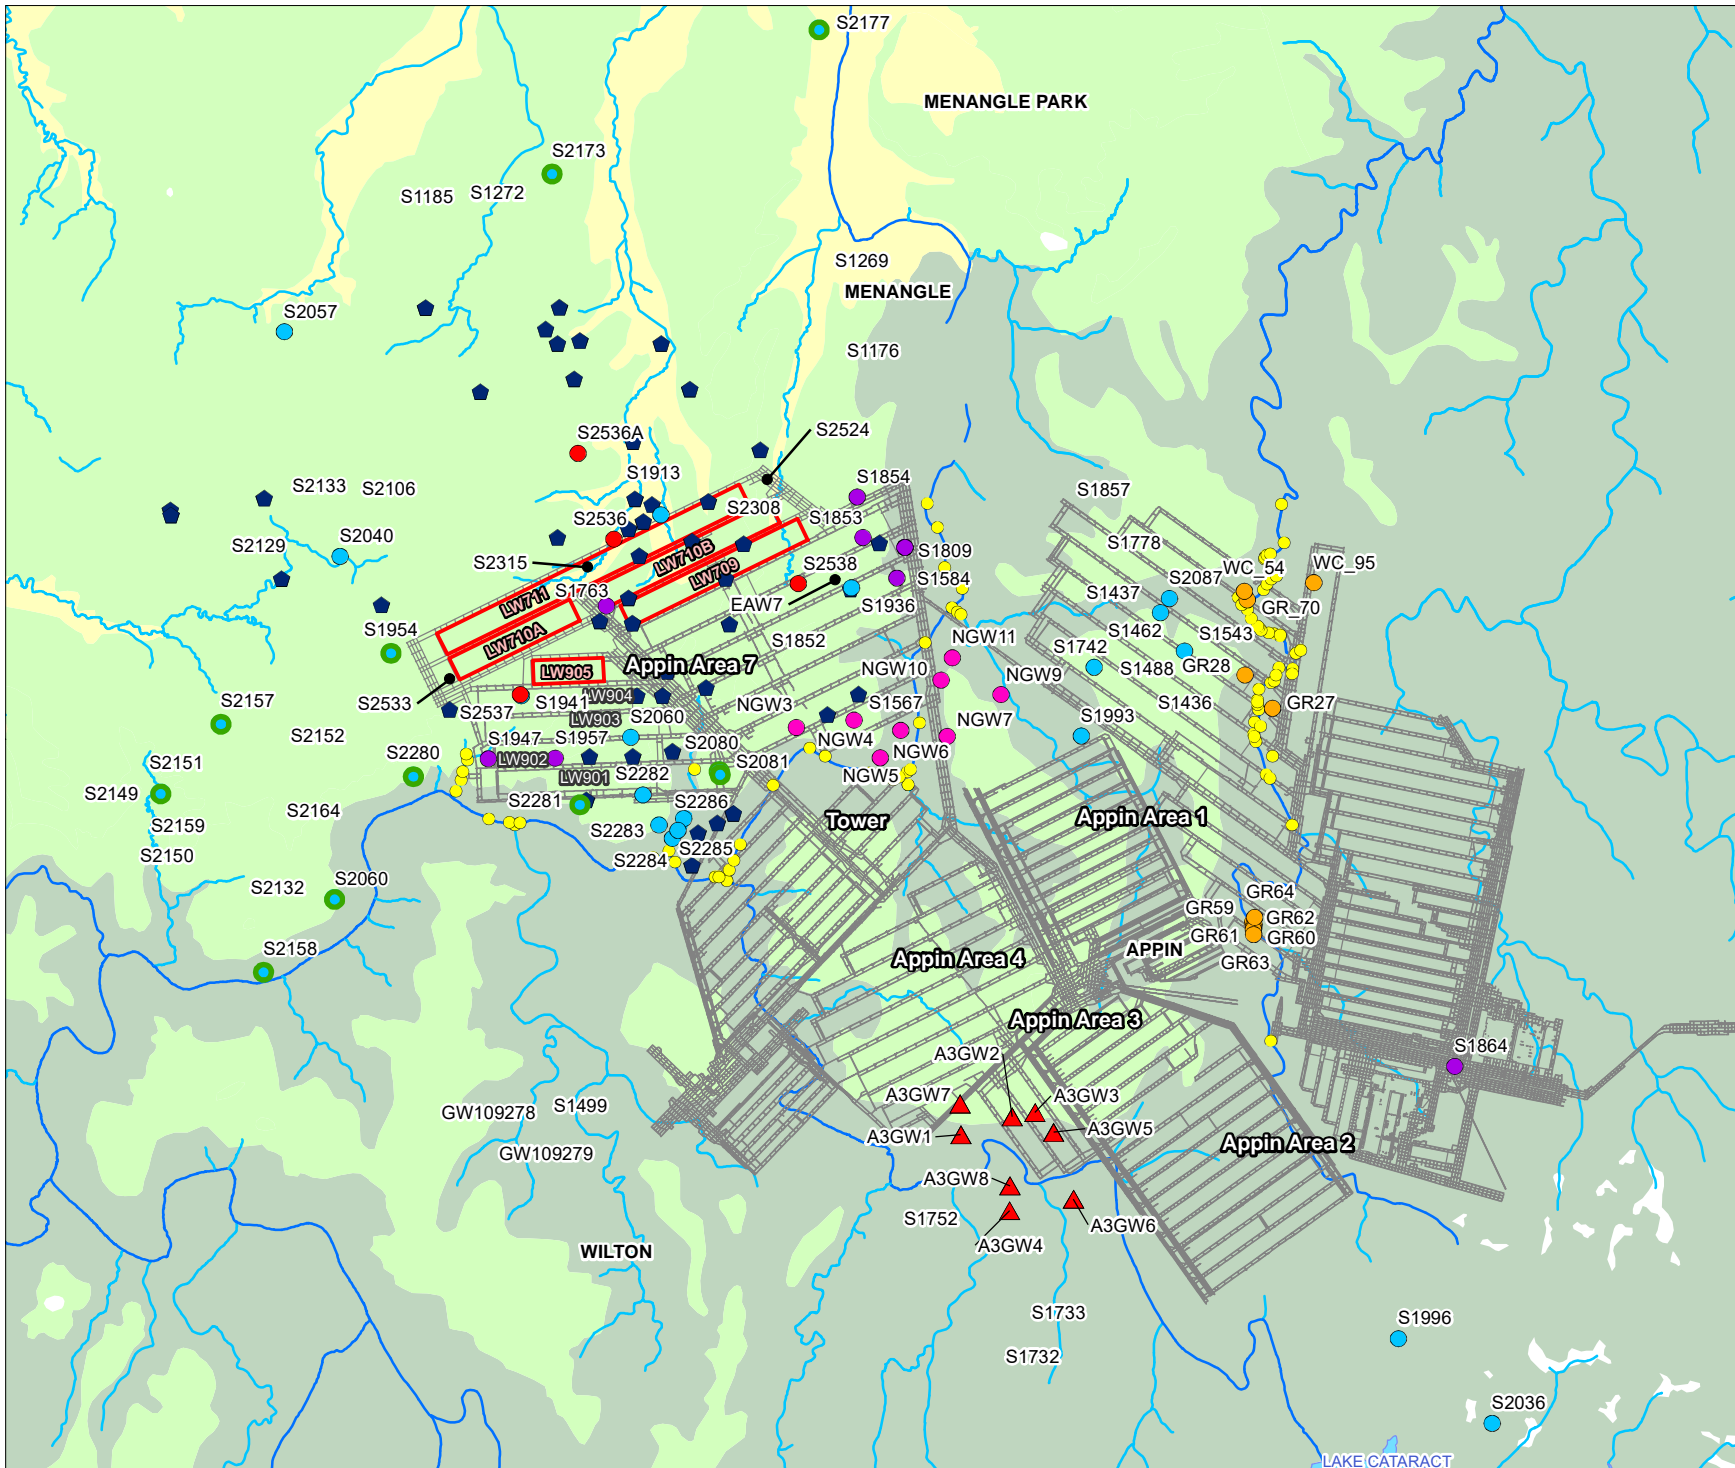 S2177
MENANGLE PARK
S2173
S1185
S1272
S1269
MENANGLE
S2057
S1176
S2524
S2536A
S1913
S1854
S2133
S2106
S1857
S2308
S1853
S2536
S1778
S2129
S2040
LW710B
S1809
S2315
S2538
WC_54
WC_95
LW709
S1584
S2087
S1763
S1437
LW711
EAW7
S1936
GR_70
S1954
LW710A
S1852
NGW11
S1462
S1543
S1742
Appin Area 7
NGW10
NGW9
S1488
GR28
LW905
S2157
S2533
S1941
LW904
NGW3
S1567
S1436
GR27
S2537
LW903
S2060
NGW7
S1993
S2152
S1947
S1957
NGW4
S2280
LW902
S2080
NGW6
S2151
S2081
NGW5
LW901
S2282
S2149
S2281
S2286
S2164
Tower
Appin Area 1
S2159
S2283
S2285
S2150
S2284
S2132
S2060
GR64
GR59
GR62
GR61
GR60
S2158
APPIN
Appin Area 4
GR63
Appin Area 3
A3GW2
S1864
A3GW7
A3GW3
GW109278
S1499
A3GW1
A3GW5
GW109279
Appin Area 2
A3GW8
S1752
A3GW6
A3GW4
WILTON
S1733
S1996
S1732
S2036
LAKE CATARACT